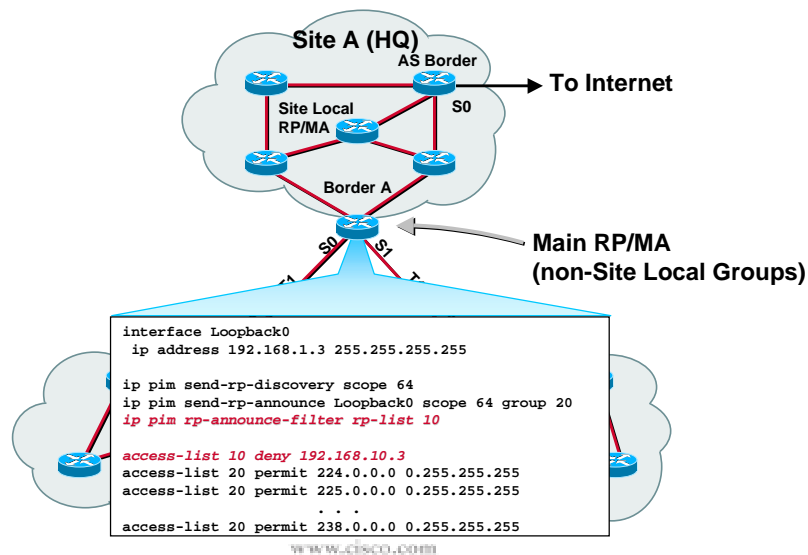 Site A (HQ)
AS Border
To Internet
S0
Site Local
RP/MA
Border A
S0
S1
Main RP/MA
(non-Site Local Groups)
interface Loopback0
ip address 192.168.1.3 255.255.255.255
ip pim send-rp-discovery scope 64
ip pim send-rp-announce Loopback0 scope 64 group 20
ip pim rp-announce-filter rp-list 10
access-list 10 deny 192.168.10.3
access-list 20 permit 224.0.0.0 0.255.255.255
access-list 20 permit 225.0.0.0 0.255.255.255
. . .
access-list 20 permit 238.0.0.0 0.255.255.255
www.cisco.com